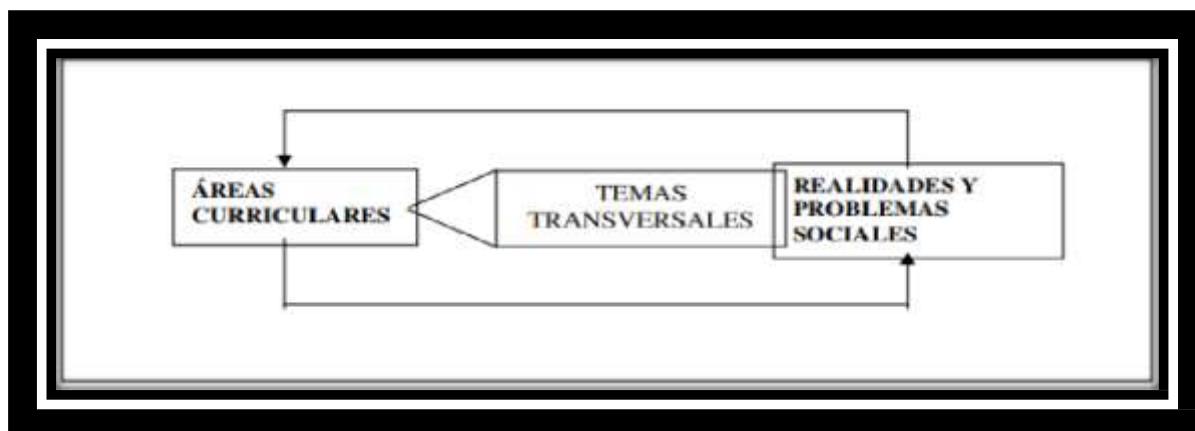 ÁREAS
CURRICULARES
TEMAS
TRANSVERSALES
REALIDADES Y
PROBLEMAS
SOCIALES